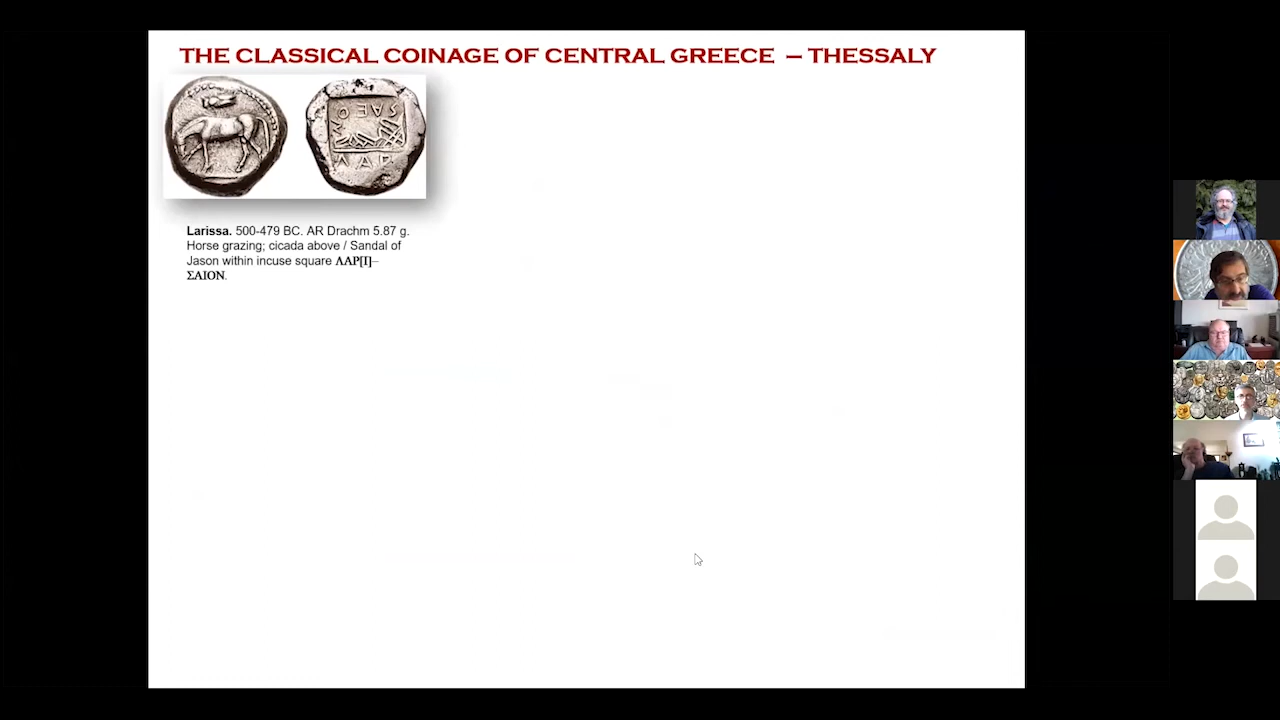 THE CLASSICAL COINAGE OF CENTRAL GREECE – THESSALY
Larissa. 500-479 BC. AR Drachm 5.87 g.
Horse grazing; cicada above / Sandal of
Jason within incuse square ΛΑΡ[Ι]–
ΣΑΙΟΝ.